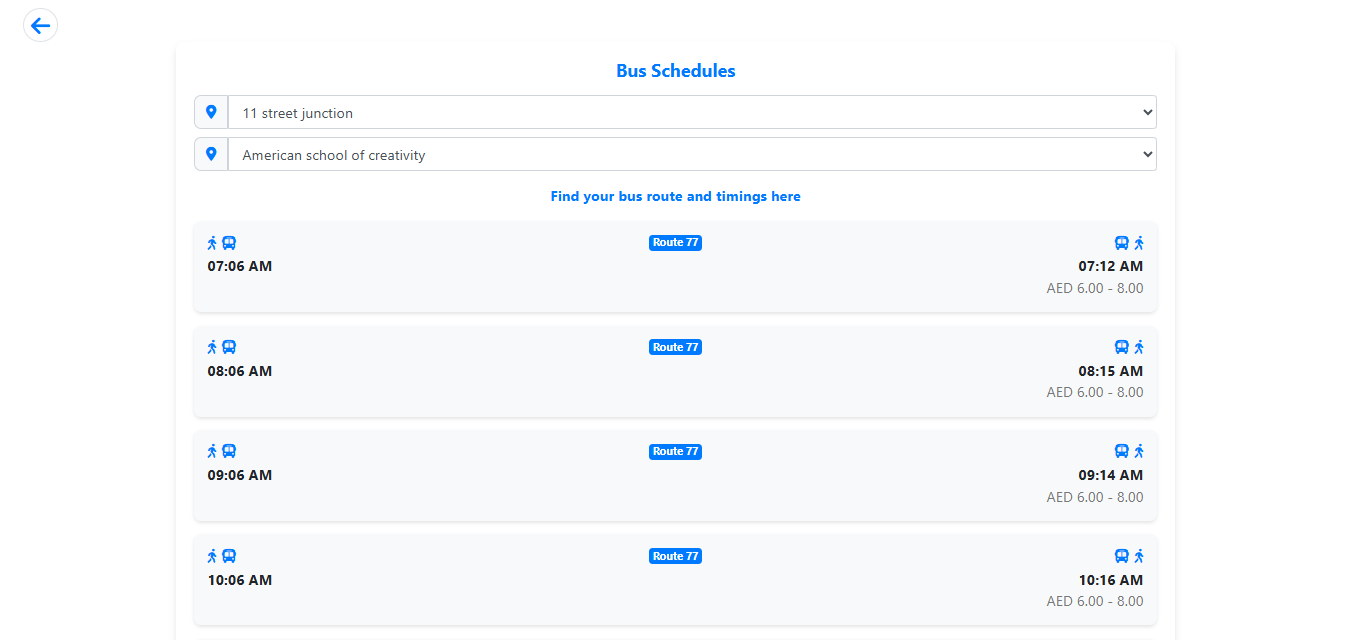 Bus Schedules
11 street junction
American school of creativity
Find your bus route and timings here
Route 77
07:06 AM 07:12 AM
AED 6.00 - 8.00
Route 77
08:06 AM 08:15 AM
AED 6.00 - 8.00
Route 77
09:06 AM 09:14 AM
AED 6.00 - 8.00
Route 77
10:06 AM 10:16 AM
AED 6.00 - 8.00